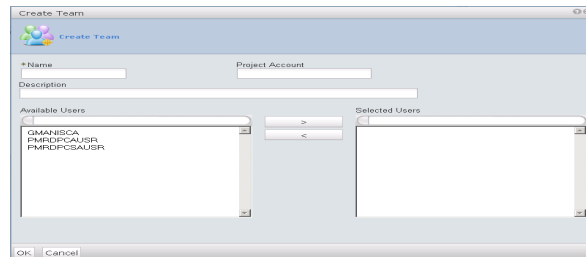 Create Team
Create Team
*Name Project Account
Description
Available Users Selected Users
>
<
GMANISCA
PMRDPCAUSR
PMRDPCSAUSR
OK Cancel